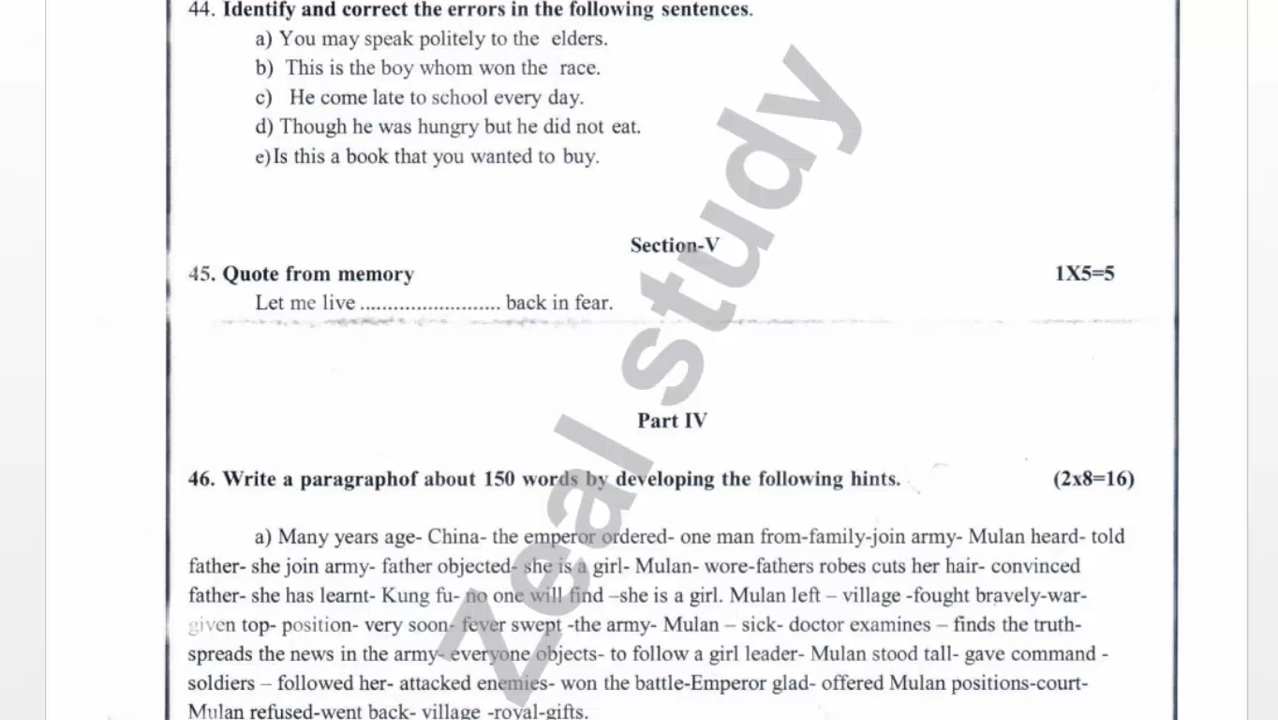 44. Identify and correct the errors in the following sentences.
a) You may speak politely to the elders.
b) This is the boy whom won the race.
c) He come late to school every day.
d) Though he was hungry but he did not eat.
e)Is this a book that you wanted to buy.
Section-V
45. Quote from memory 1X5=5
Let me live ......................... back in fear.
Part IV
46. Write a paragraphof about 150 words by developing the following hints. (2x8=16)
a) Many years age- China- the emperor ordered- one man from-family-join army- Mulan heard- told
father- she join army- father objected- she is a girl- Mulan- wore-fathers robes cuts her hair- convinced
father- she has learnt- Kung fu- no one will find –she is a girl. Mulan left – village -fought bravely-war-
given top- position- very soon- fever swept -the army- Mulan – sick- doctor examines – finds the truth-
spreads the news in the army- everyone objects- to follow a girl leader- Mulan stood tall- gave command -
soldiers – followed her- attacked enemies- won the battle-Emperor glad- offered Mulan positions-court-
Mulan refused-went back- village -royal-gifts.
Zeal study